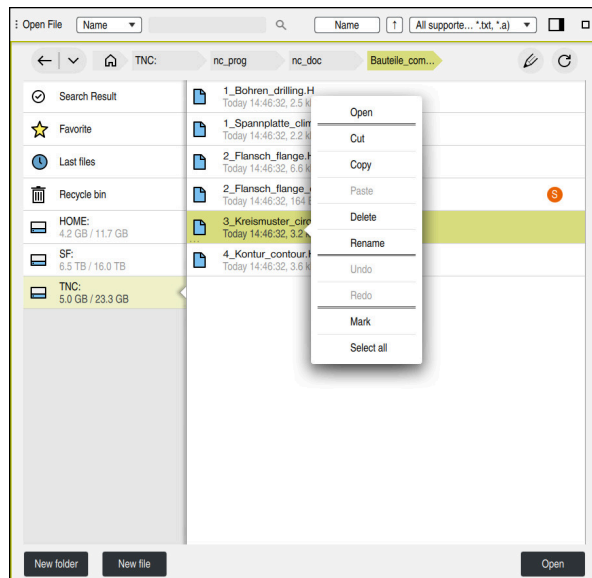 Open File
Name
Name
All supporte... *.txt, *.a)
TNC:
nc_prog
nc_doc
Bauteile_com...
Search Result
Favorite
Last files
Recycle bin
HOME:
4.2 GB / 11.7 GB
SF:
6.5 TB / 16.0 TB
TNC:
5.0 GB / 23.3 GB
1_Bohren_drilling.H
Today 14:46:32, 2.5
1_Spannplatte_clim
Today 14:46:32, 2.2
2_Flansch_flange.H
Today 14:46:32, 6.6
2_Flansch_flange_
Today 14:46:32, 164
S
3_Kreismuster_circ
Today 14:46:32, 3.2
4_Kontur_contour.H
Today 14:46:32, 3.6
Open
Cut
Copy
Paste
Delete
Rename
Undo
Redo
Mark
Select all
New folder
New file
Open